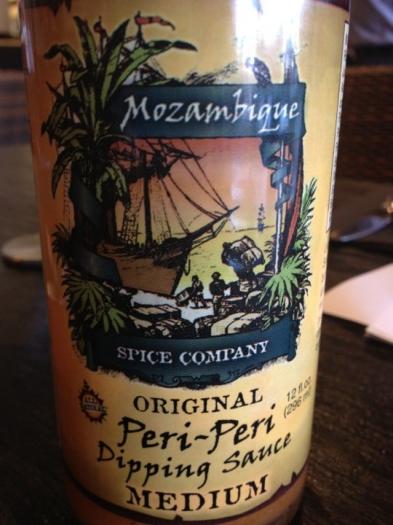 Mozambique
SPICE COMPANY
ORIGINAL
Peri-Peri
Dipping Sauce
MEDIUM
12 fl oz
(296 ml)